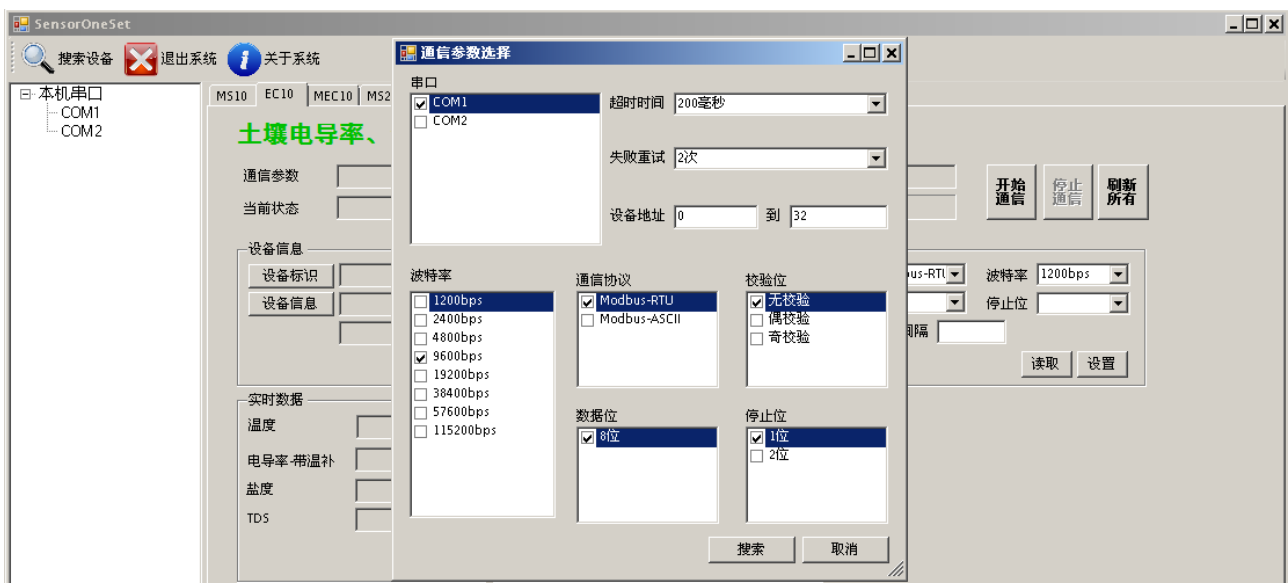 SensorOneSet
搜索设备
退出系统
关于系统
本机串口
COM1
COM2
MS10 EC10 MEC10 MS2
土壤电导率、
通信参数
当前状态
开始通信
停止通信
刷新所有
设备信息
设备标识
设备信息
us-RTU 波特率 1200bps
停止位
间隔
读取 设置
实时数据
温度
电导率-带温补
盐度
TDS
通信参数选择
串口
COM1
COM2
超时时间 200毫秒
失败重试 2次
设备地址 0 到 32
波特率
1200bps
2400bps
4800bps
9600bps
19200bps
38400bps
57600bps
115200bps
通信协议
Modbus-RTU
Modbus-ASCII
校验位
无校验
偶校验
奇校验
数据位
8位
停止位
1位
2位
搜索 取消